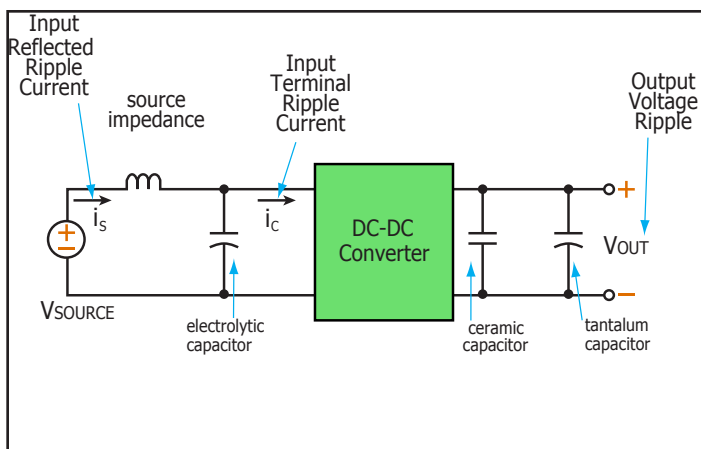 Input
Reflected
Ripple
Current
source
impedance
Input
Terminal
Ripple
Current
Output
Voltage
Ripple
iS
iC
DC-DC
Converter
+
−
+
VOUT
−
VSOURCE
electrolytic
capacitor
ceramic
capacitor
tantalum
capacitor